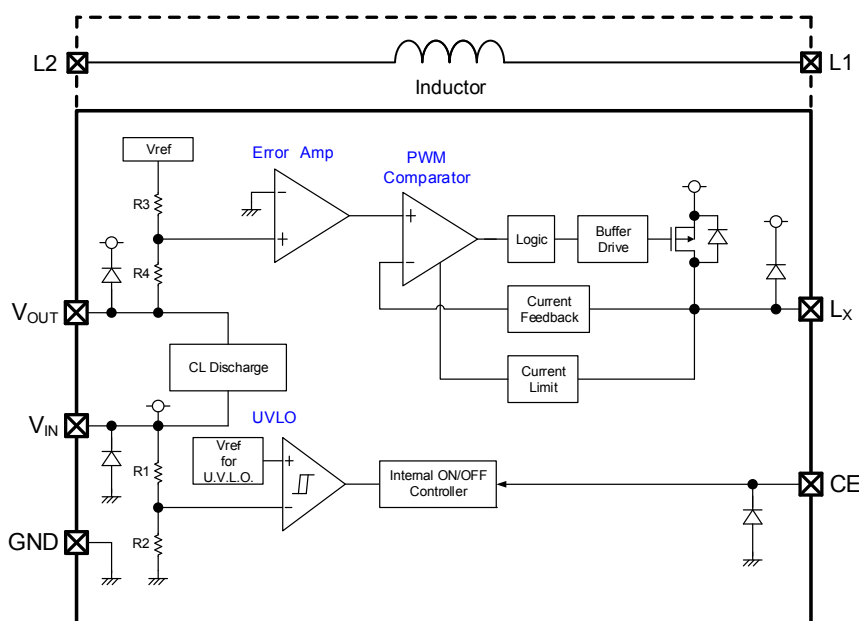 L2
L1
Inductor
Vref
Error Amp
PWM
Comparator
R3
R4
Logic
Buffer
Drive
VOUT
LX
Current
Feedback
CL Discharge
Current
Limit
VIN
UVLO
R1
Vref
for
U.V.L.O.
Internal ON/OFF
Controller
CE
GND
R2